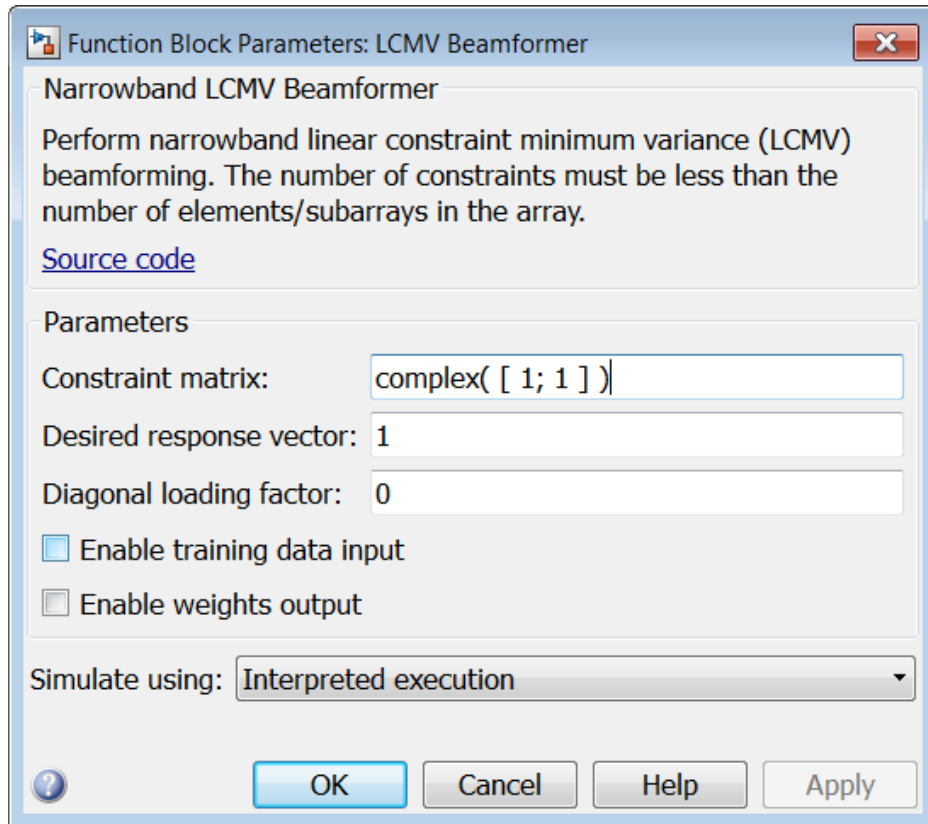 Function Block Parameters: LCMV Beamformer
Narrowband LCMV Beamformer
Perform narrowband linear constraint minimum variance (LCMV)
beamforming. The number of constraints must be less than the
number of elements/subarrays in the array.
Source code
Parameters
Constraint matrix: complex( [ 1; 1 ] )
Desired response vector: 1
Diagonal loading factor: 0
Enable training data input
Enable weights output
Simulate using: Interpreted execution
? OK Cancel Help Apply